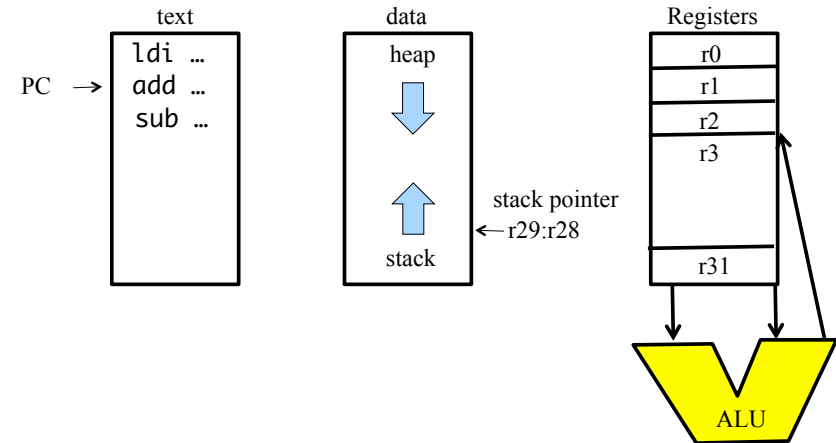 text
ldi …
add …
sub …
PC
data
heap
stack
stack pointer
r29:r28
Registers
r0
r1
r2
r3
r31
ALU